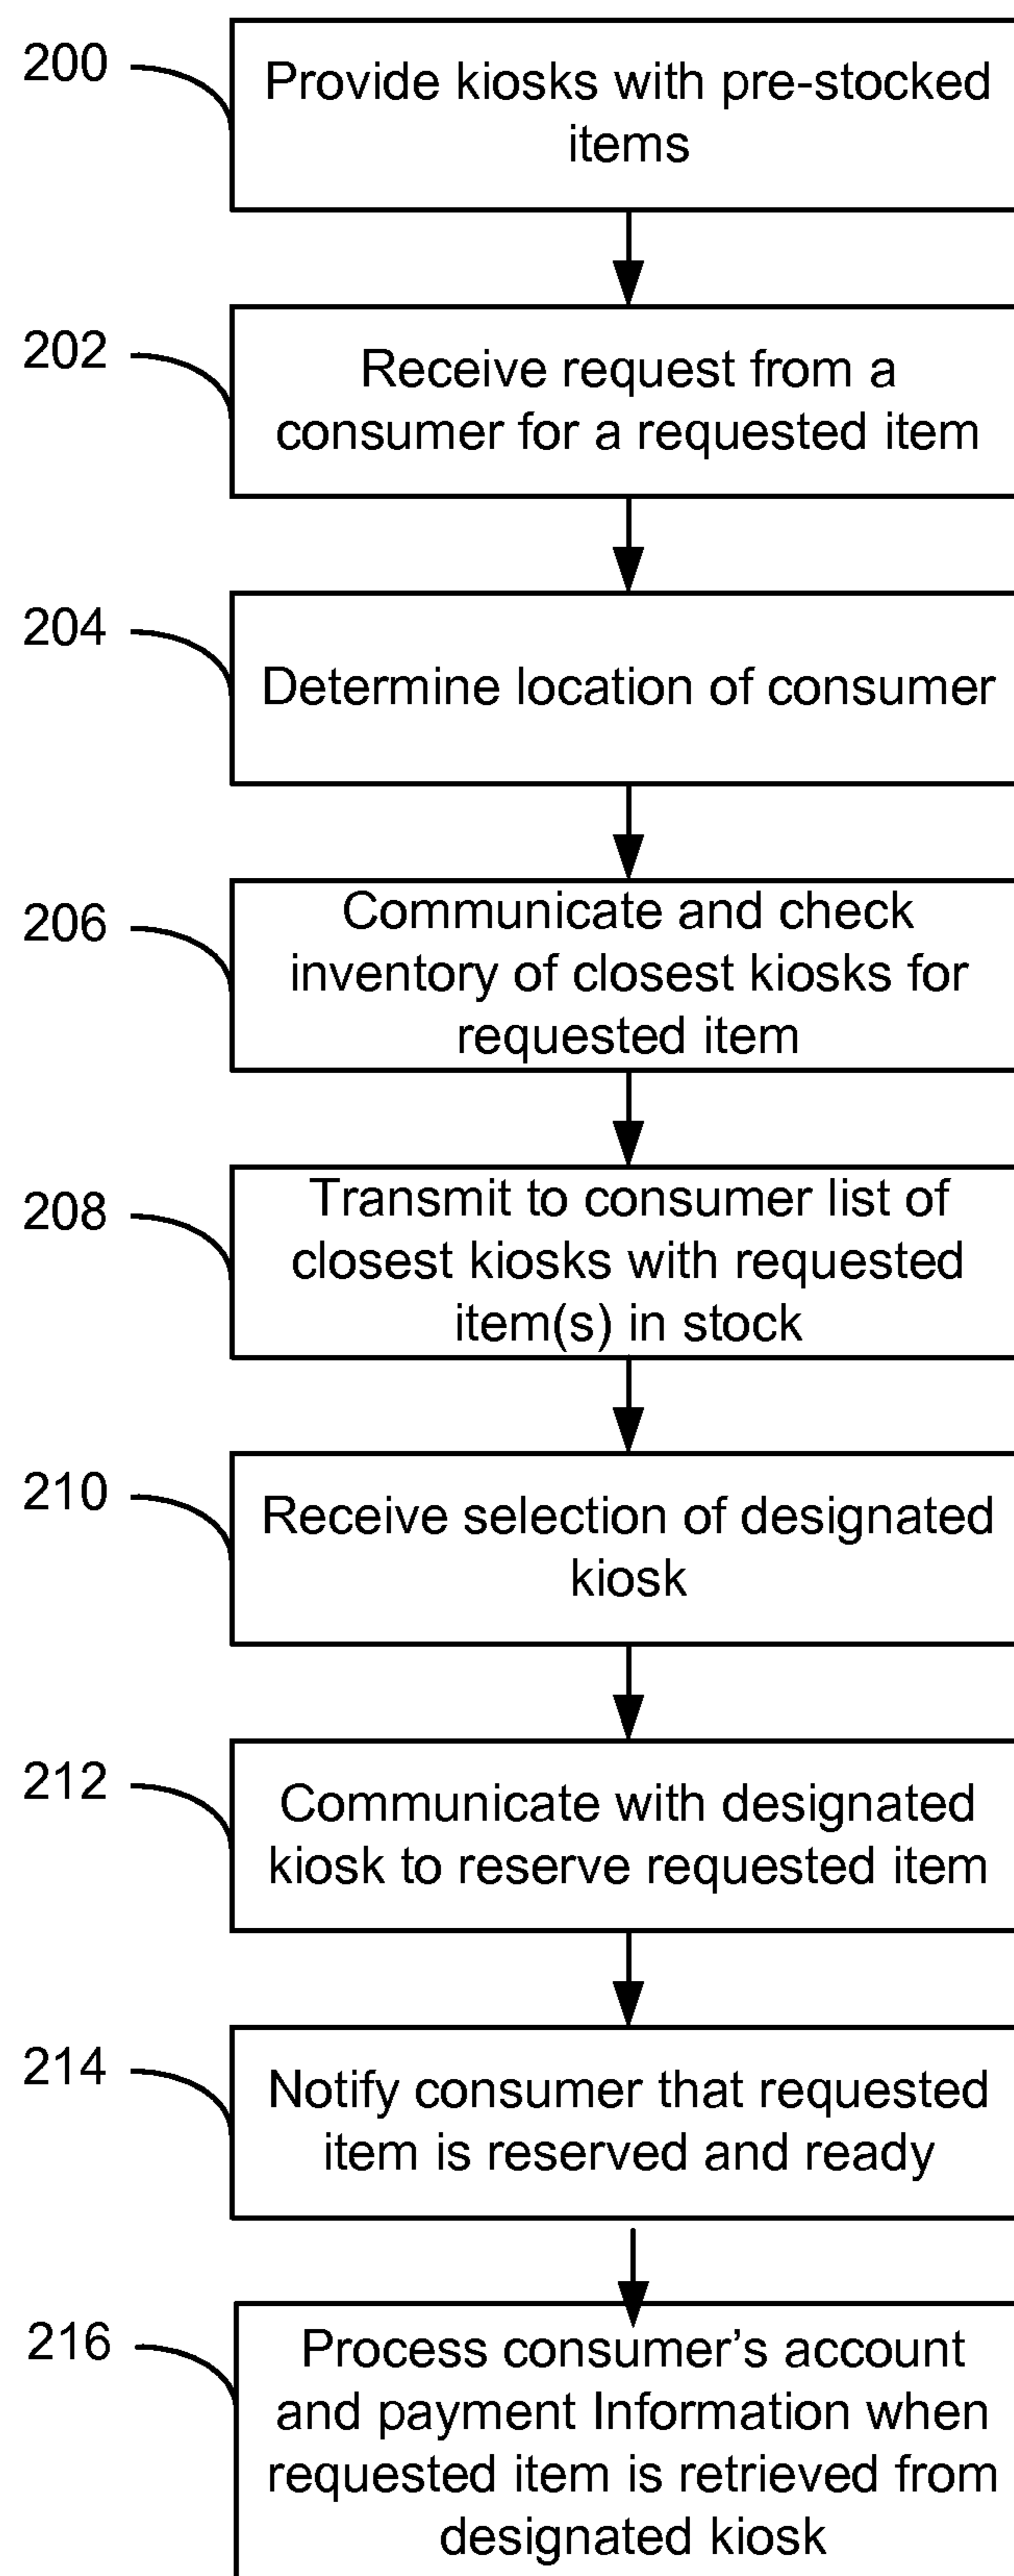 200
Provide kiosks with pre-stocked
items
202
Receive request from a
consumer for a requested item
204
Determine location of consumer
206
Communicate and check
inventory of closest kiosks for
requested item
208
Transmit to consumer list of
closest kiosks with requested
item(s) in stock
210
Receive selection of designated
kiosk
212
Communicate with designated
kiosk to reserve requested item
214
Notify consumer that requested
item is reserved and ready
216
Process consumer’s account
and payment Information when
requested item is retrieved from
designated kiosk